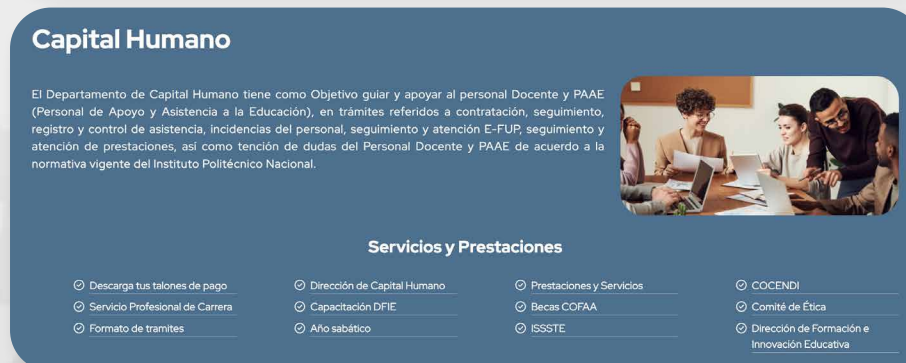 Capital Humano
El Departamento de Capital Humano tiene como Objetivo guiar y apoyar al personal Docente y PAAE
(Personal de Apoyo y Asistencia a la Educación), en trámites referidos a contratación, seguimiento,
registro y control de asistencia, incidencias del personal, seguimiento y atención E-FUP, seguimiento y
atención de prestaciones, así como tención de dudas del Personal Docente y PAAE de acuerdo a la
normativa vigente del Instituto Politécnico Nacional.
Servicios y Prestaciones
Descarga tus talones de pago
Servicio Profesional de Carrera
Formato de tramites
Dirección de Capital Humano
Capacitación DFIE
Año sabático
Prestaciones y Servicios
Becas COFAA
ISSSTE
COCENDI
Comité de Ética
Dirección de Formación e
Innovación Educativa